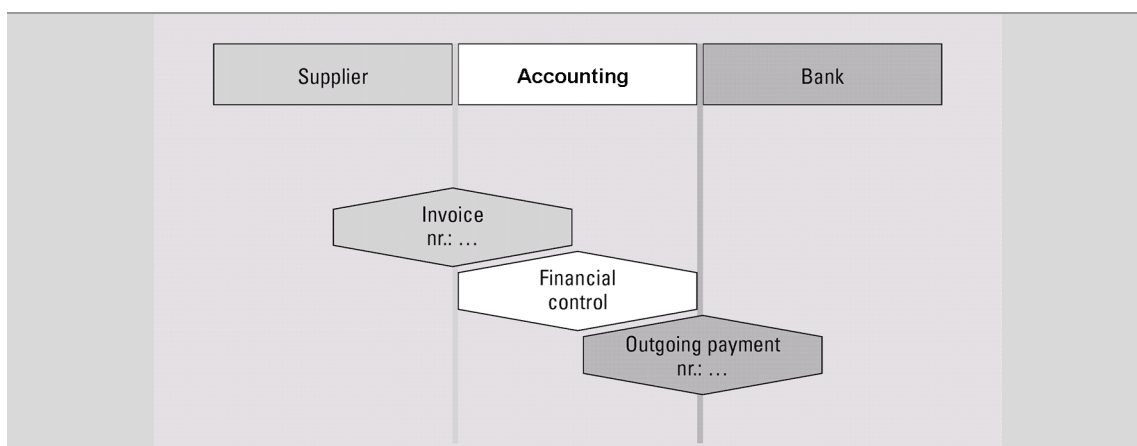 Supplier
Accounting
Bank
Invoice
nr.: ...
Financial
control
Outgoing payment
nr.: ...